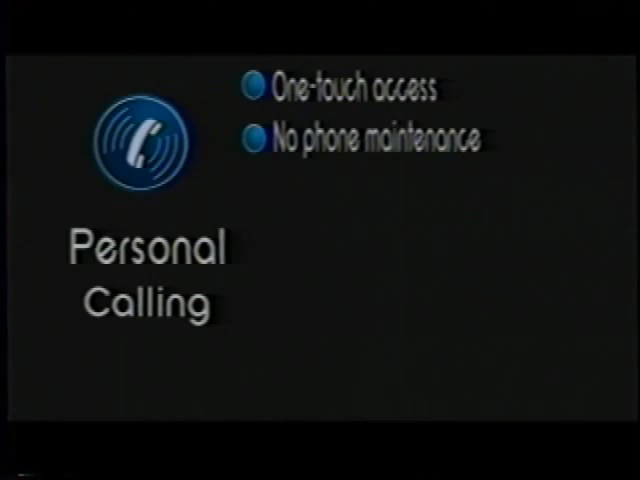 One-touch access
No phone maintenance
Personal
Calling